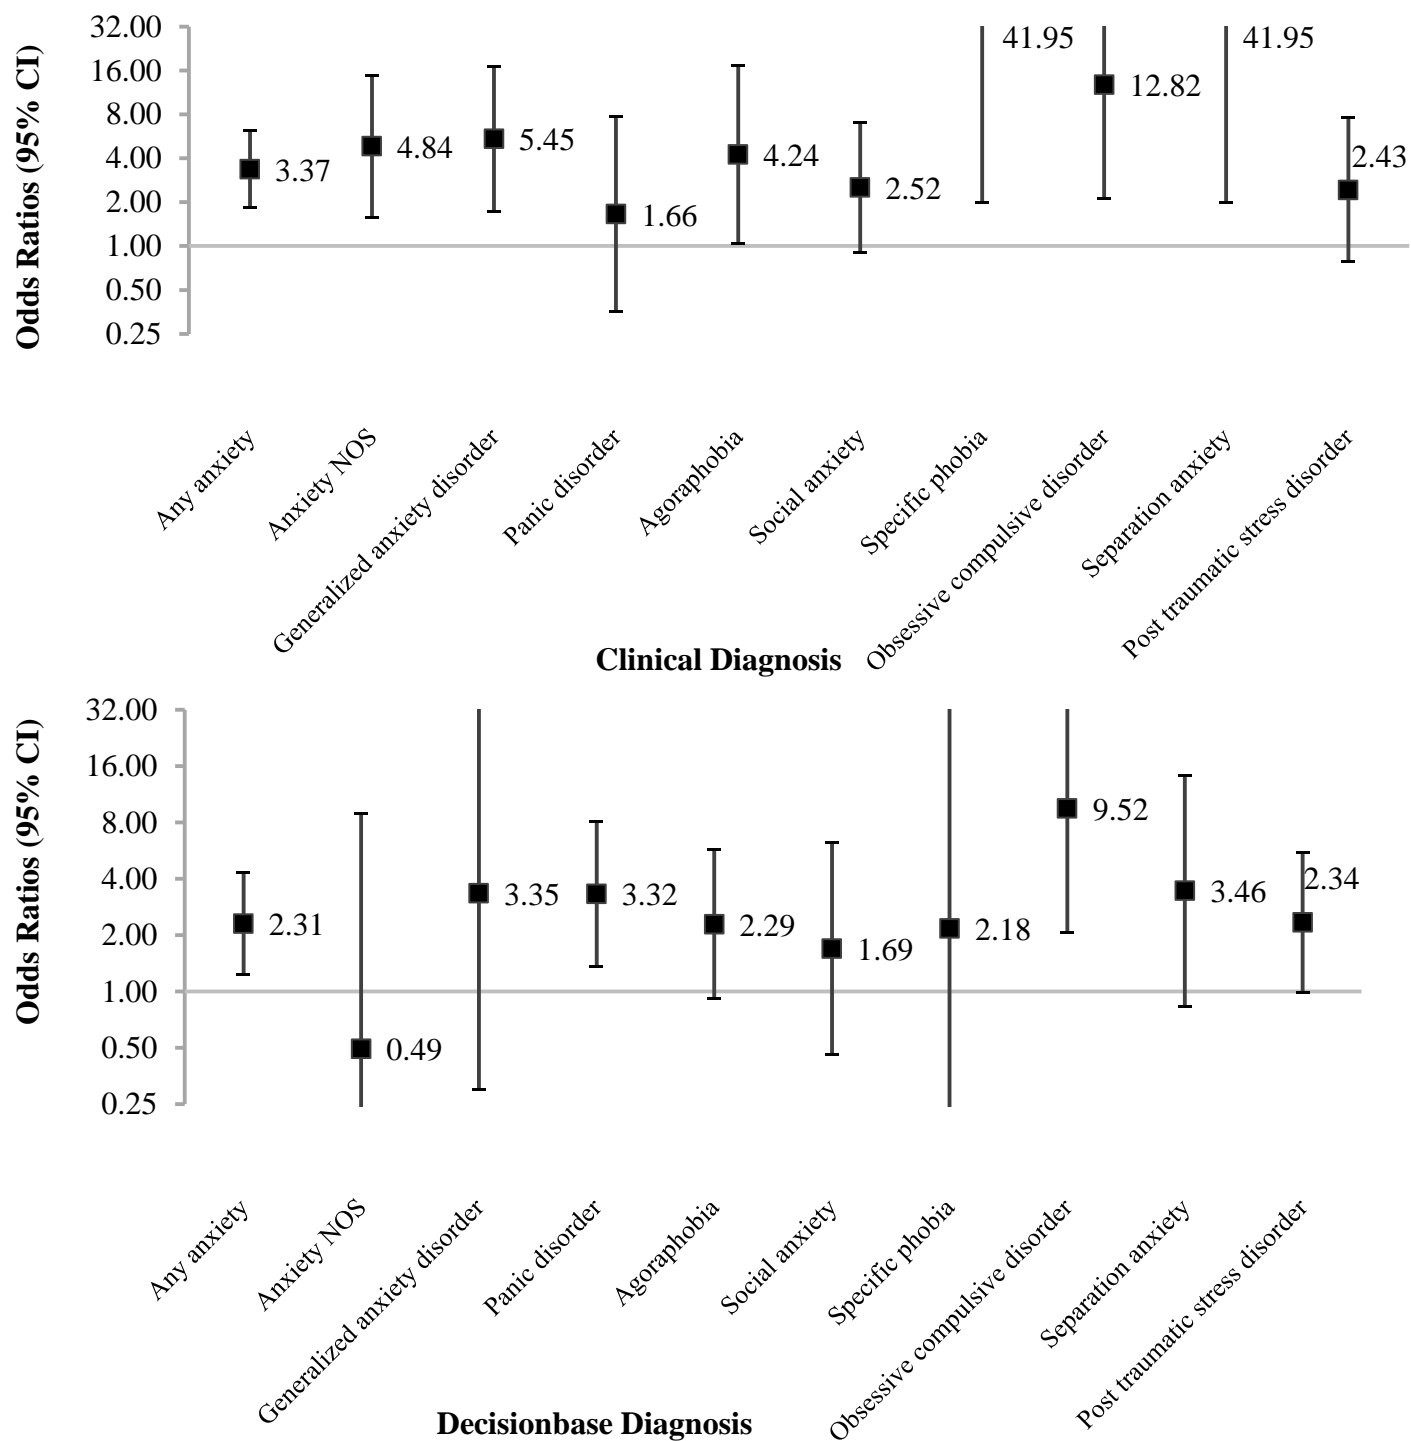 Odds Ratios (95% CI)
32.00
16.00
8.00
4.00
2.00
1.00
0.50
0.25
3.37
4.84
5.45
1.66
4.24
2.52
41.95
12.82
41.95
2.43
Any anxiety
Anxiety NOS
Generalized anxiety disorder
Panic disorder
Agoraphobia
Social anxiety
Specific phobia
Obsessive compulsive disorder
Separation anxiety
Post traumatic stress disorder
Clinical Diagnosis
Odds Ratios (95% CI)
32.00
16.00
8.00
4.00
2.00
1.00
0.50
0.25
2.31
0.49
3.35
3.32
2.29
1.69
2.18
9.52
3.46
2.34
Any anxiety
Anxiety NOS
Generalized anxiety disorder
Panic disorder
Agoraphobia
Social anxiety
Specific phobia
Obsessive compulsive disorder
Separation anxiety
Post traumatic stress disorder
Decisionbase Diagnosis